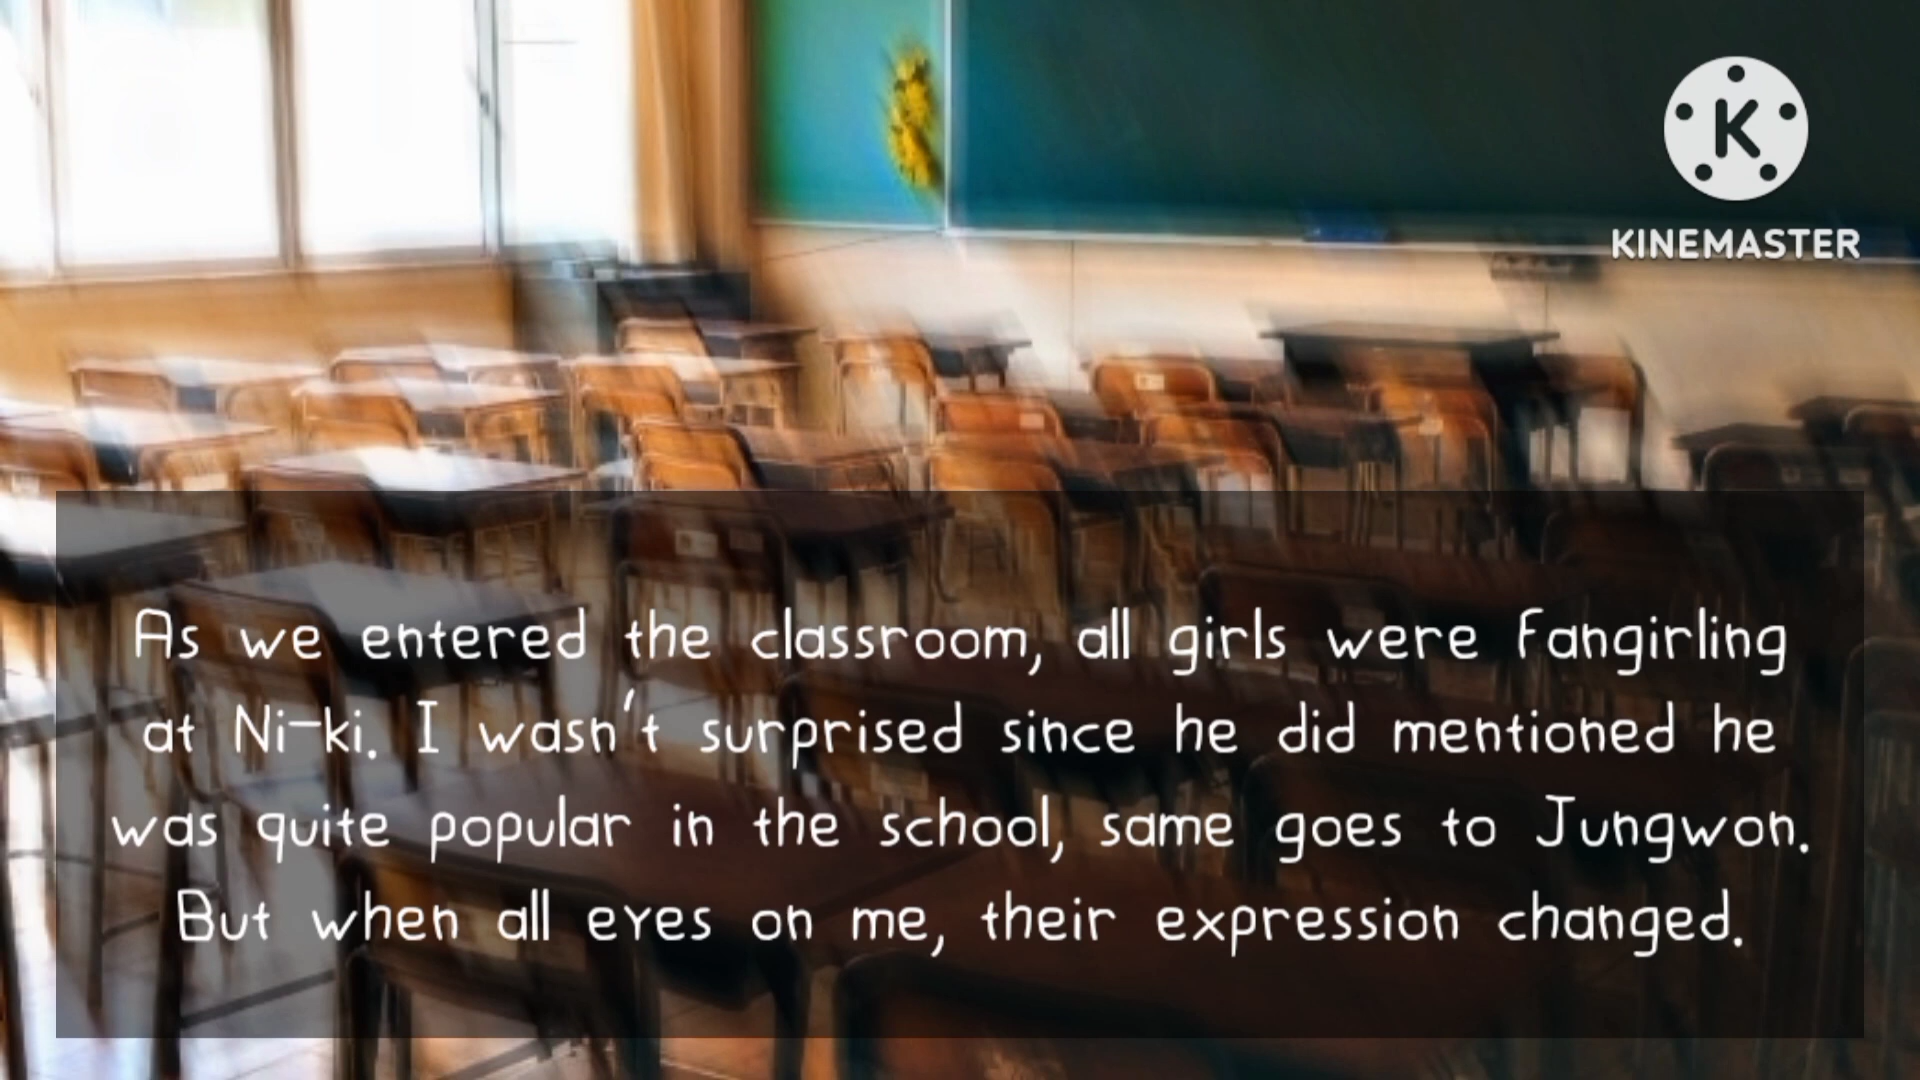 K
KINEMASTER
As we entered the classroom, all girls were fangirling
at Ni-ki. I wasn't surprised since he did mentioned he
was quite popular in the school, same goes to Jungwon.
But when all eyes on me, their expression changed.